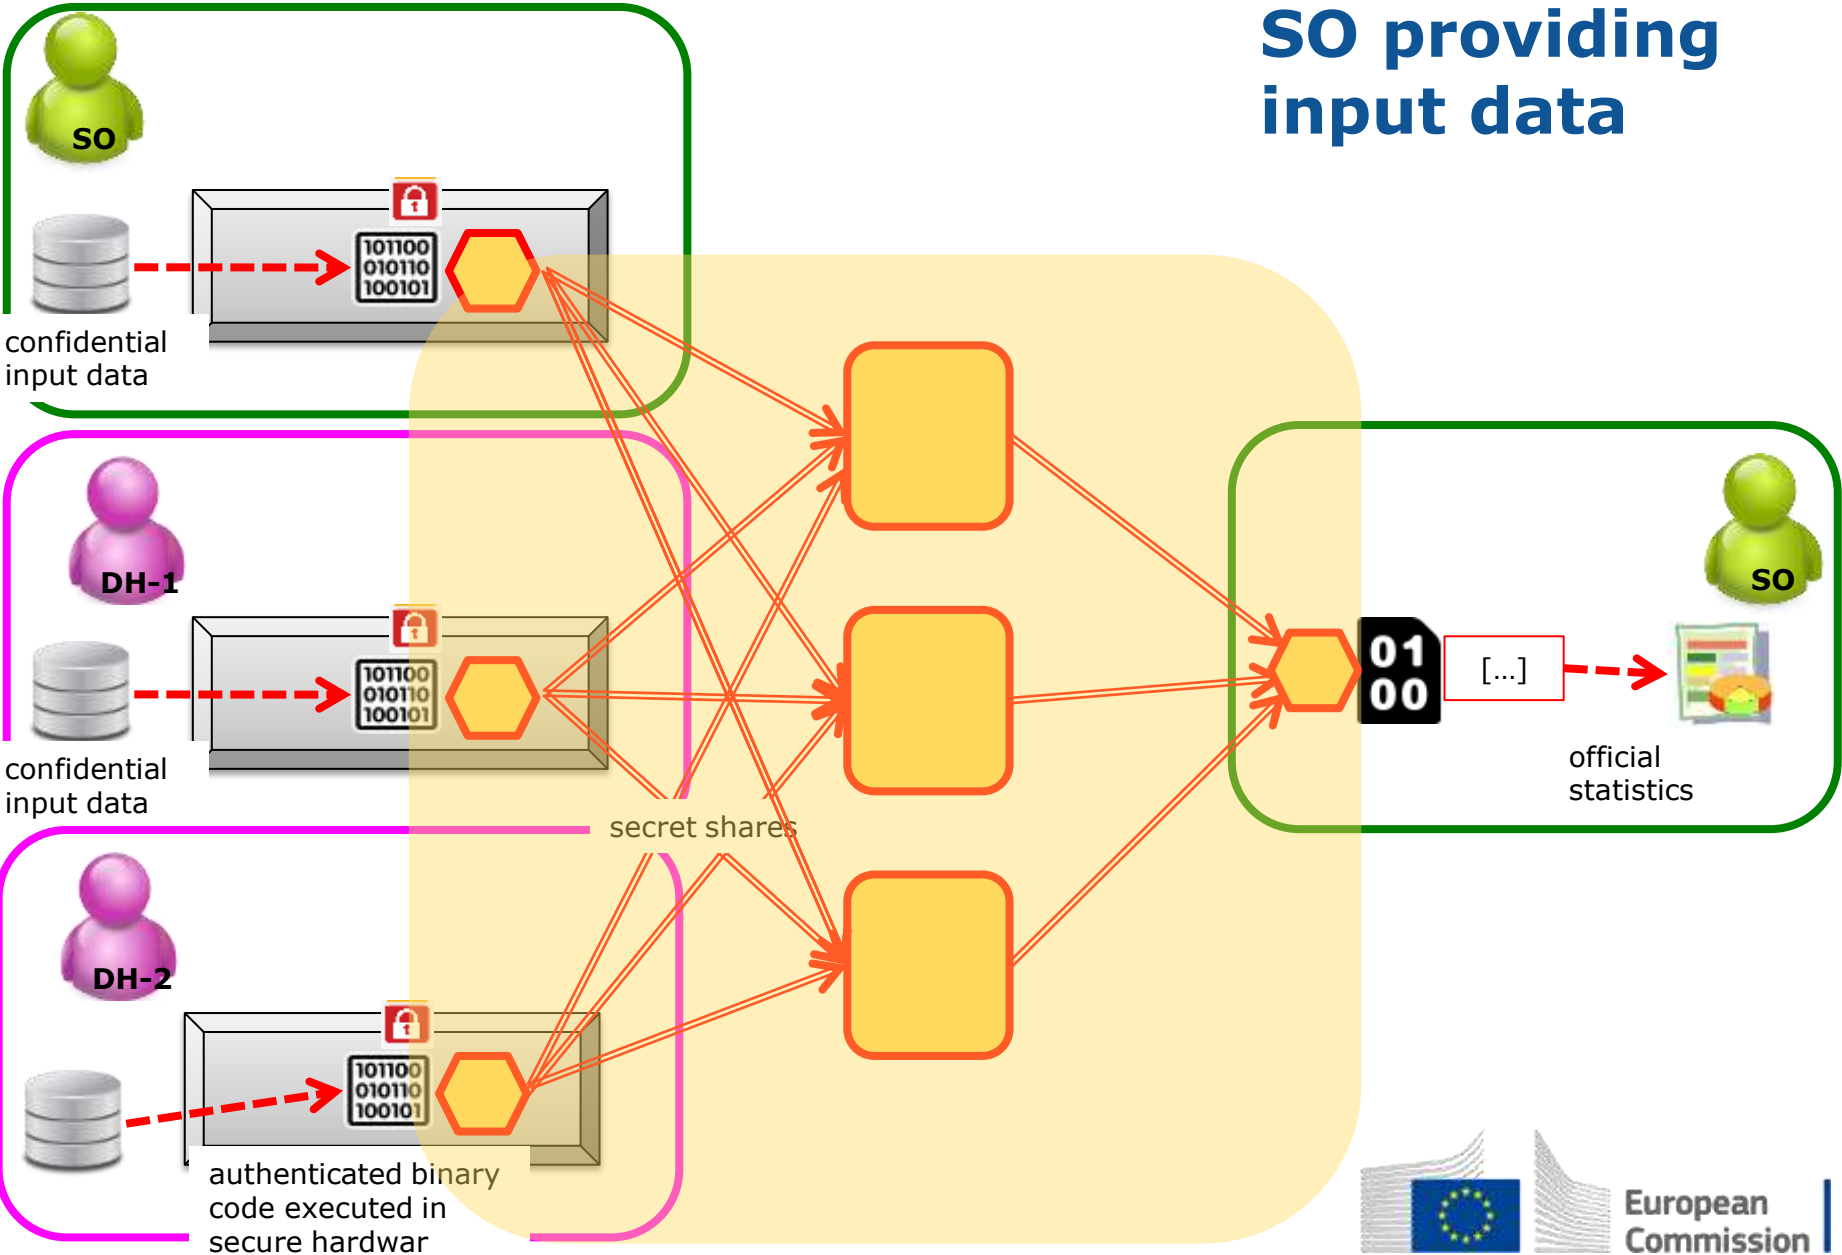 SO providing
input data
SO
101100
010110
100101
confidential
input data
DH-1
101100
010110
100101
confidential
input data
secret shares
DH-2
101100
010110
100101
authenticated binary
code executed in
secure hardwar
SO
01
00
[...]
official
statistics
European
Commission